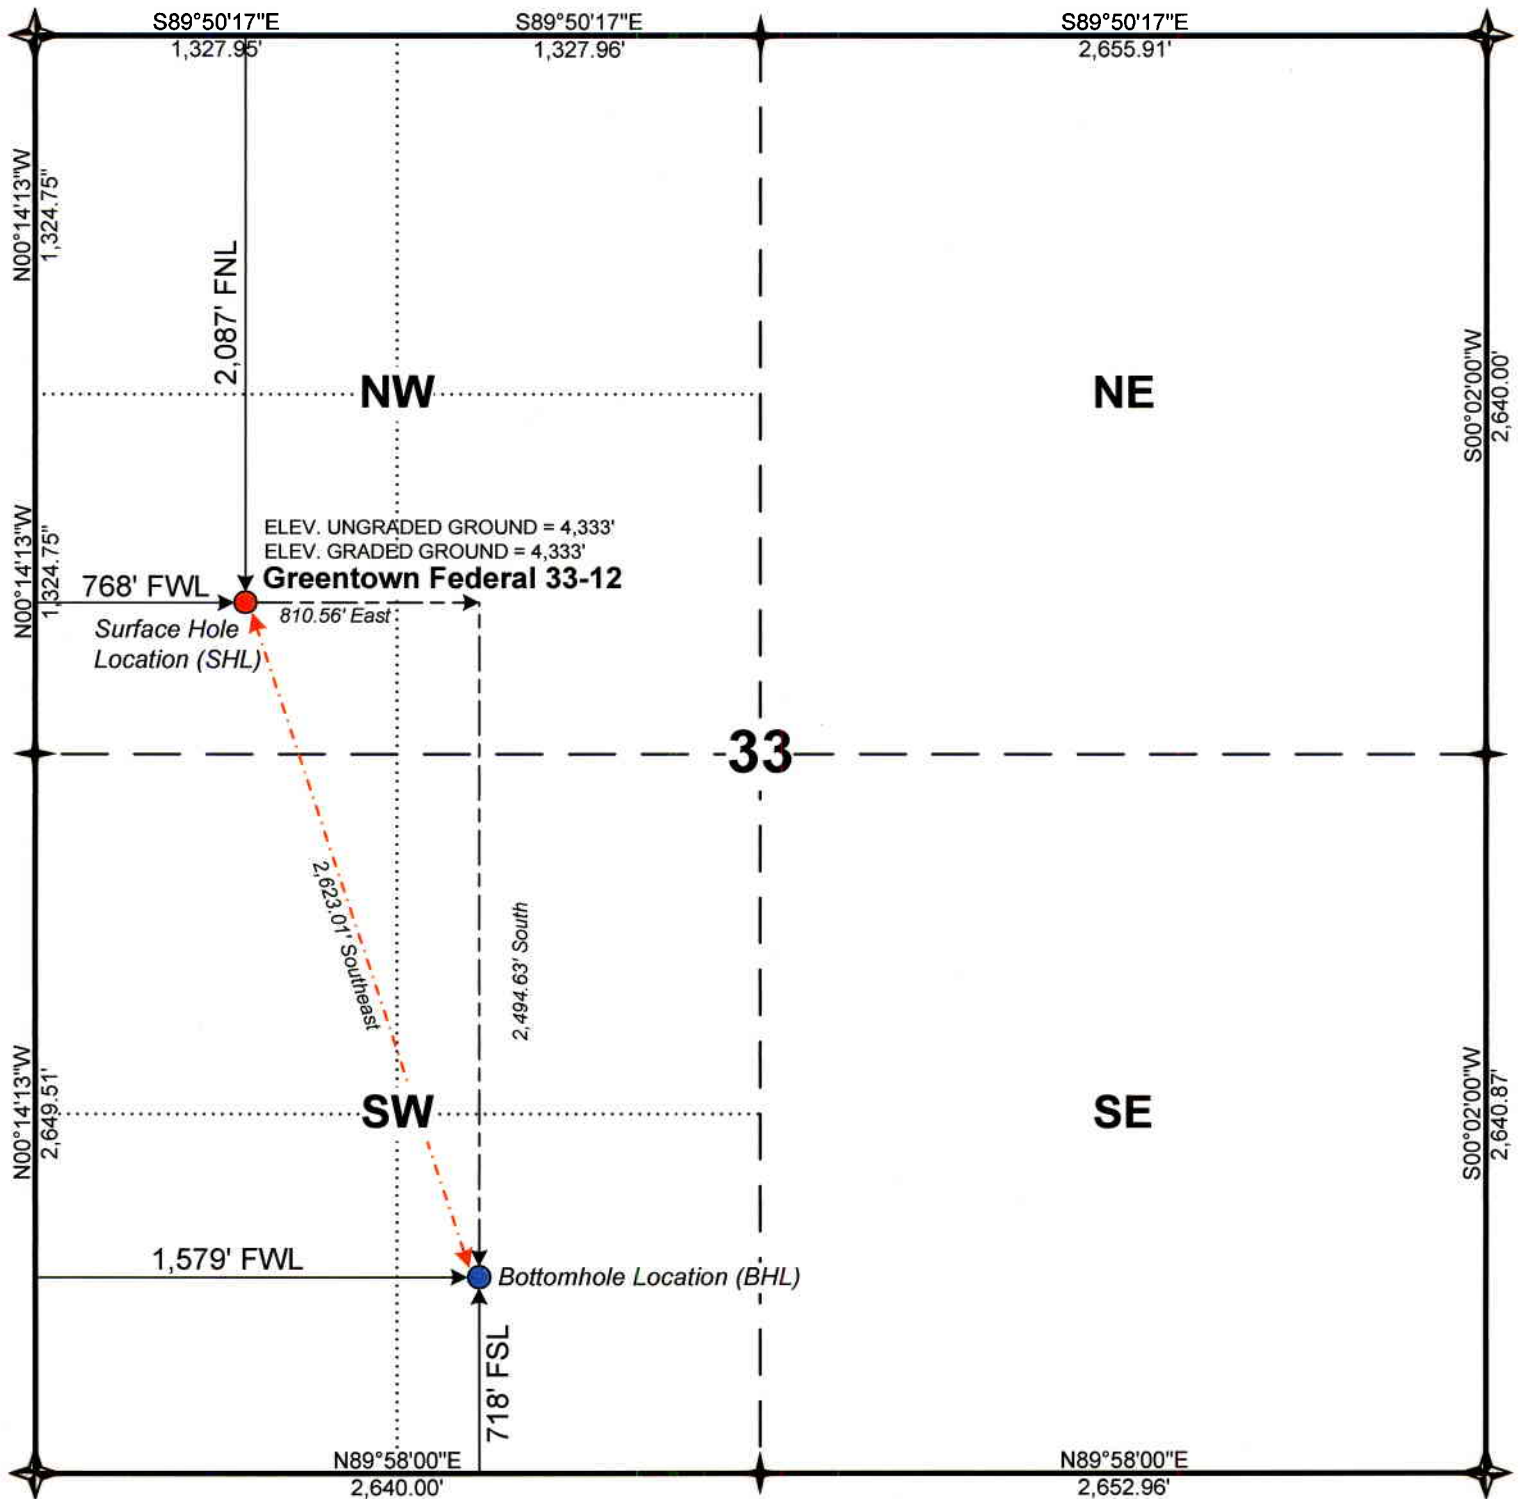 S89°50'17"E
1,327.95'
S89°50'17"E
1,327.96'
S89°50'17"E
2,655.91'
N00°14'13"W
1,324.75"
2,087' FNL
NW
NE
S00°02'00"W
2,640.00'
N00°14'13"W
1,324.75"
ELEV. UNGRADED GROUND = 4,333'
ELEV. GRADED GROUND = 4,333'
Greentown Federal 33-12
768' FWL
810.56' East
Surface Hole
Location (SHL)
33
2,623.01' Southeast
2,494.63' South
N00°14'13"W
2,649.51'
SW
SE
S00°02'00"W
2,640.87'
1,579' FWL
Bottomhole Location (BHL)
718' FSL
N89°58'00"E
2,640.00'
N89°58'00"E
2,652.96'